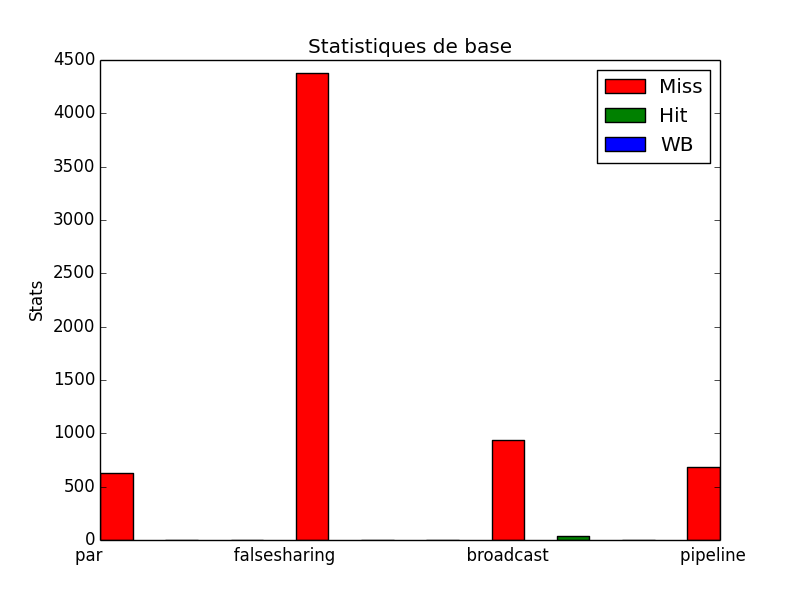 Statistiques de base
4500
4000
3500
3000
2500
2000
1500
1000
500
0
Stats
Miss
Hit
WB
par falsesharing broadcast pipeline